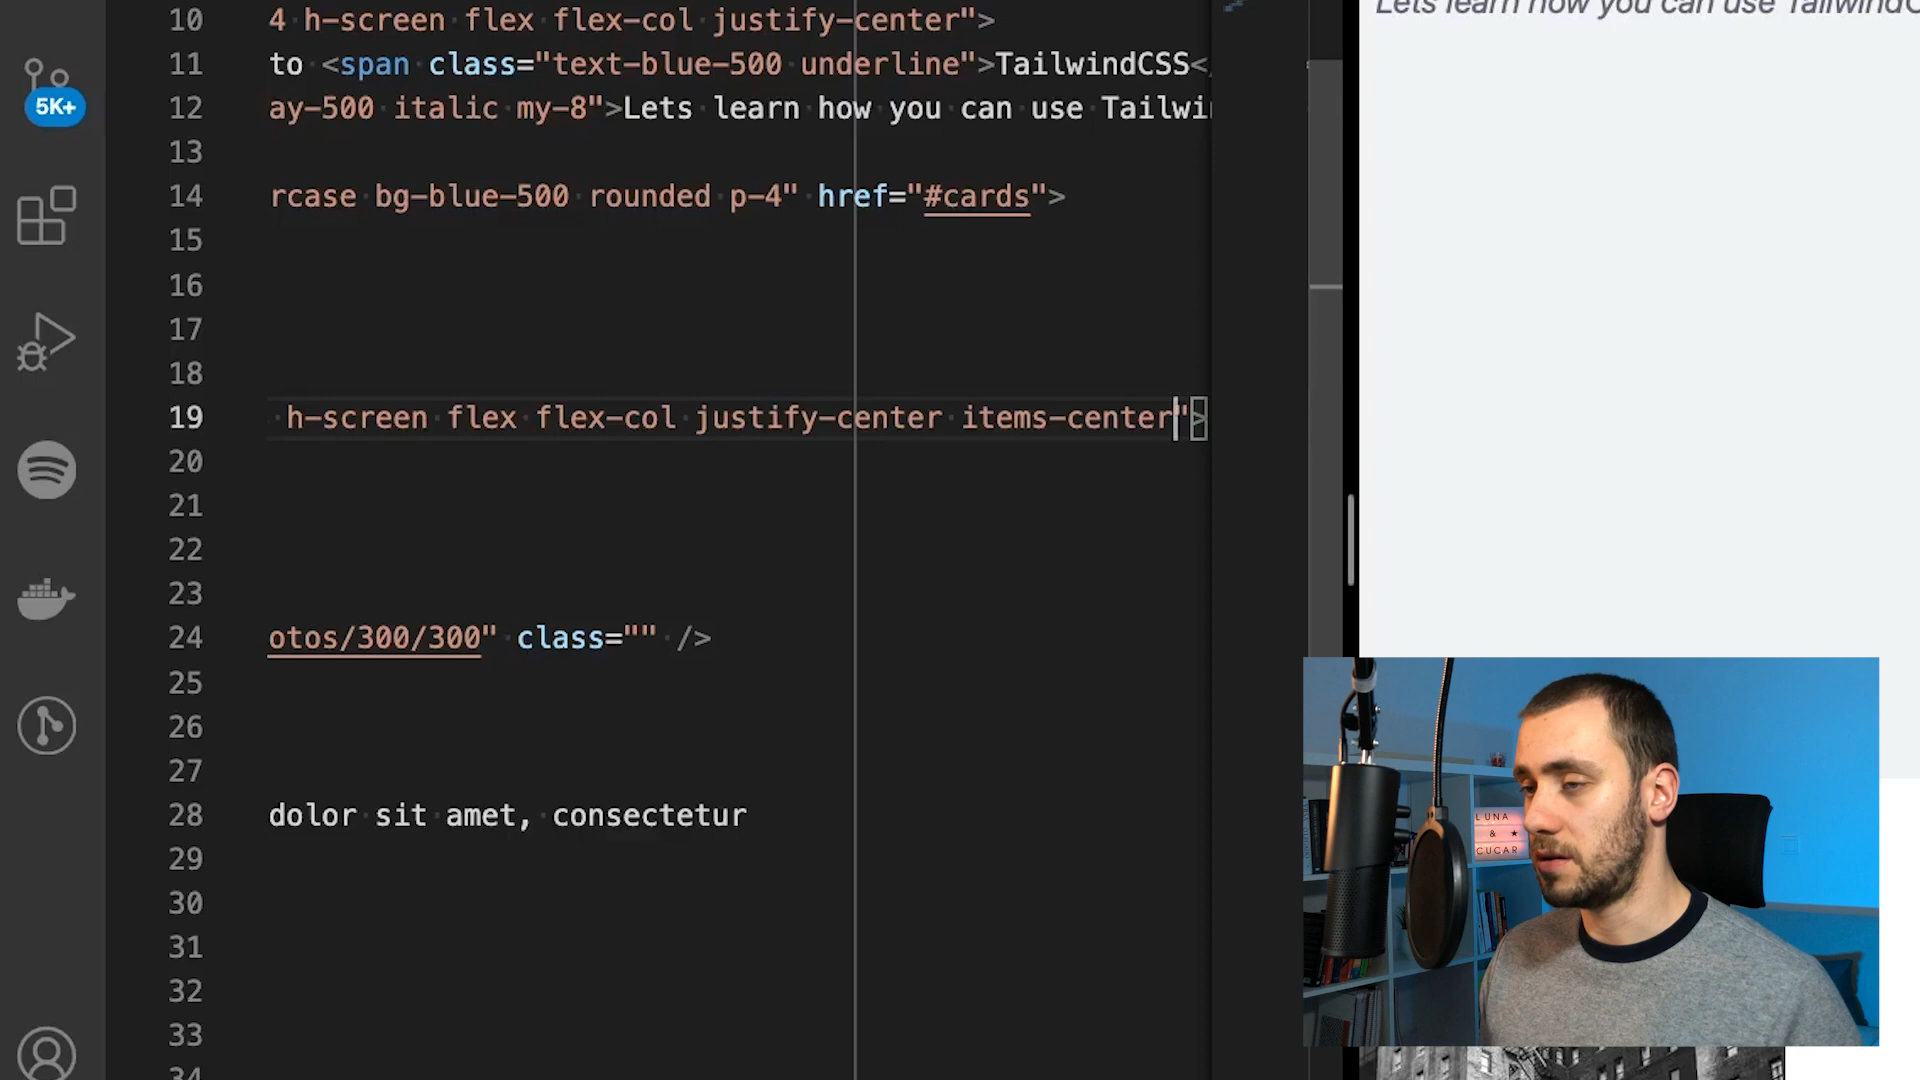 Lets learn how you can use TailwindC
10 4 h-screen flex flex-col justify-center">
11 to <span class="text-blue-500 underline">TailwindCSS<
12 ay-500 italic my-8">Lets learn how you can use Tailwi
13
14 rcase bg-blue-500 rounded p-4" href="#cards">
15
16
17
18
19 h-screen flex flex-col justify-center items-center">
20
21
22
23
24 otos/300/300" class="" />
25
26
27
28 dolor sit amet, consectetur
29
30
31
32
33
34
5K+
LUNA
& ★
CUCAR